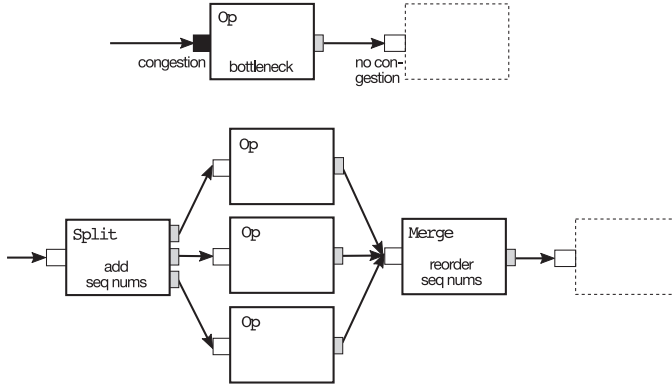 Op
bottleneck
congestion
no con-
gestion
Op
Split
add
seq nums
Op
Merge
reorder
seq nums
Op